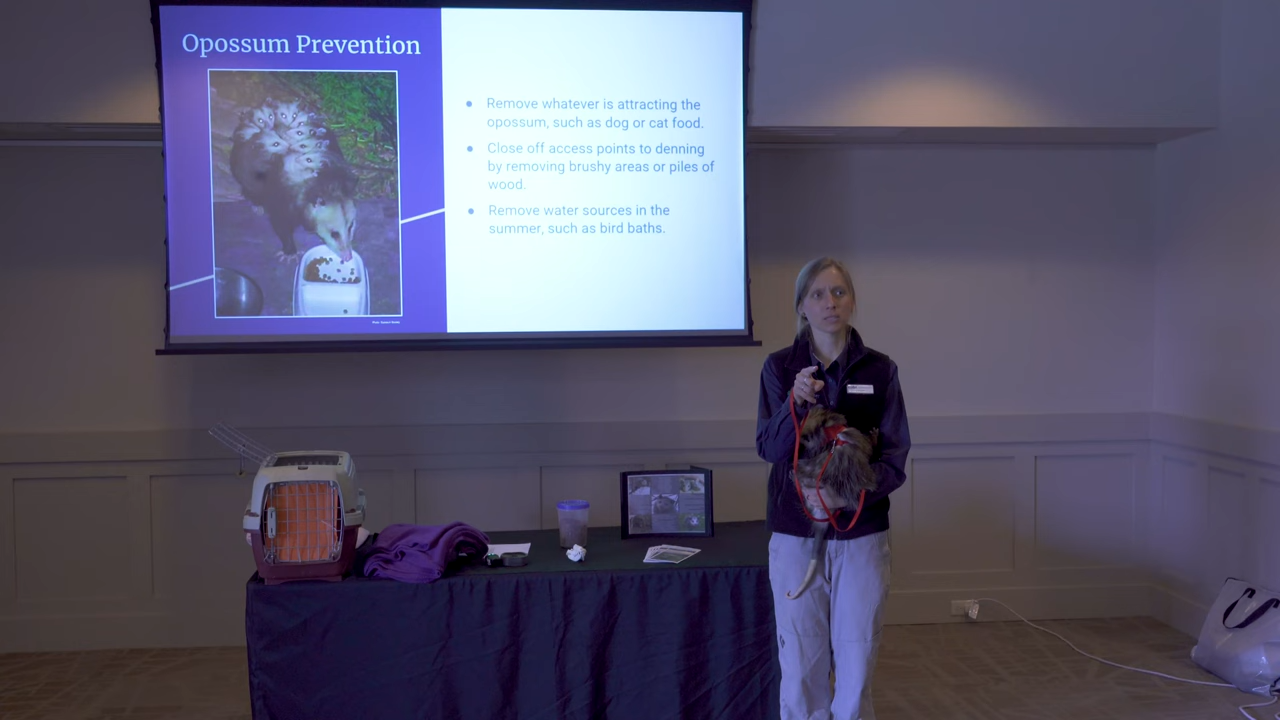 Opossum Prevention
● Remove whatever is attracting the
opossum, such as dog or cat food.
● Close off access points to denning
by removing brushy areas or piles of
wood.
● Remove water sources in the
summer, such as bird baths.